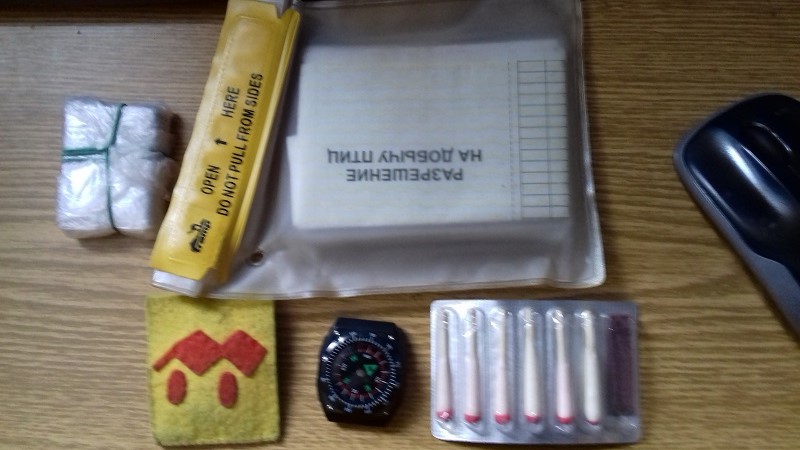 OPEN HERE
DO NOT PULL FROM SIDES
РАЗРЕШЕНИЕ
НА ДОБЫЧУ ПТИЦ